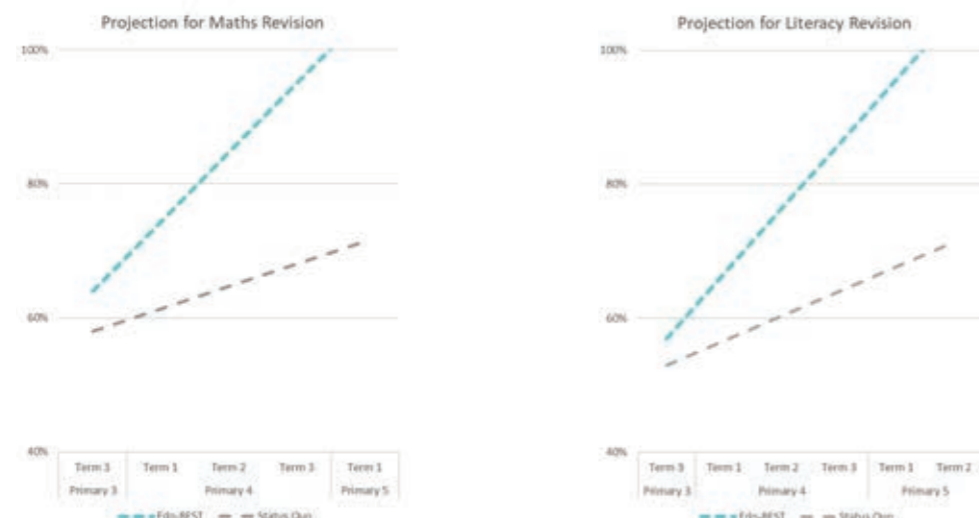 Projection for Maths Revision
100%
80%
60%
40%
Term 3 Term 1 Term 2 Term 3 Term 1
Primary 3 Primary 4 Primary 5
Edo-BEST Status Quo
Projection for Literacy Revision
100%
80%
60%
40%
Term 3 Term 1 Term 2 Term 3 Term 1 Term 2
Primary 3 Primary 4 Primary 5
Edo-BEST Status Quo